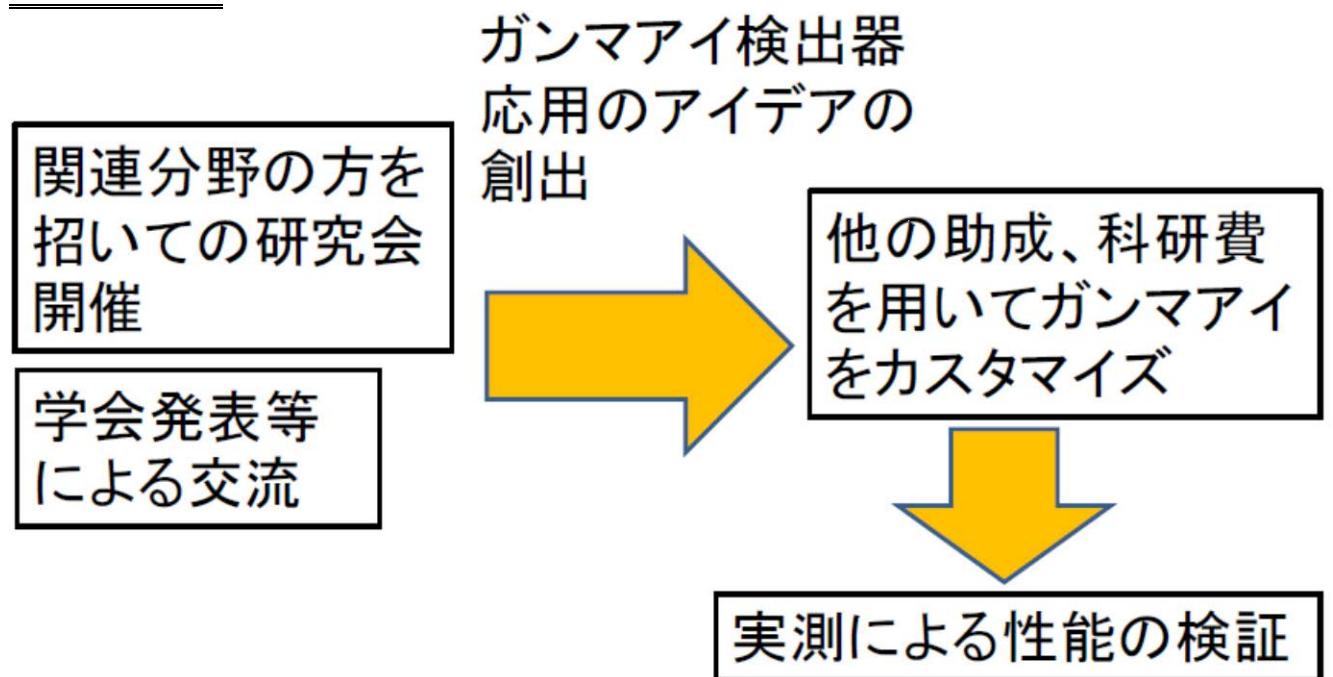 ガンマアイ検出器
応用のアイデアの
創出
関連分野の方を
招いての研究会
開催
学会発表等
による交流
他の助成、科研費
を用いてガンマアイ
をカスタマイズ
実測による性能の検証